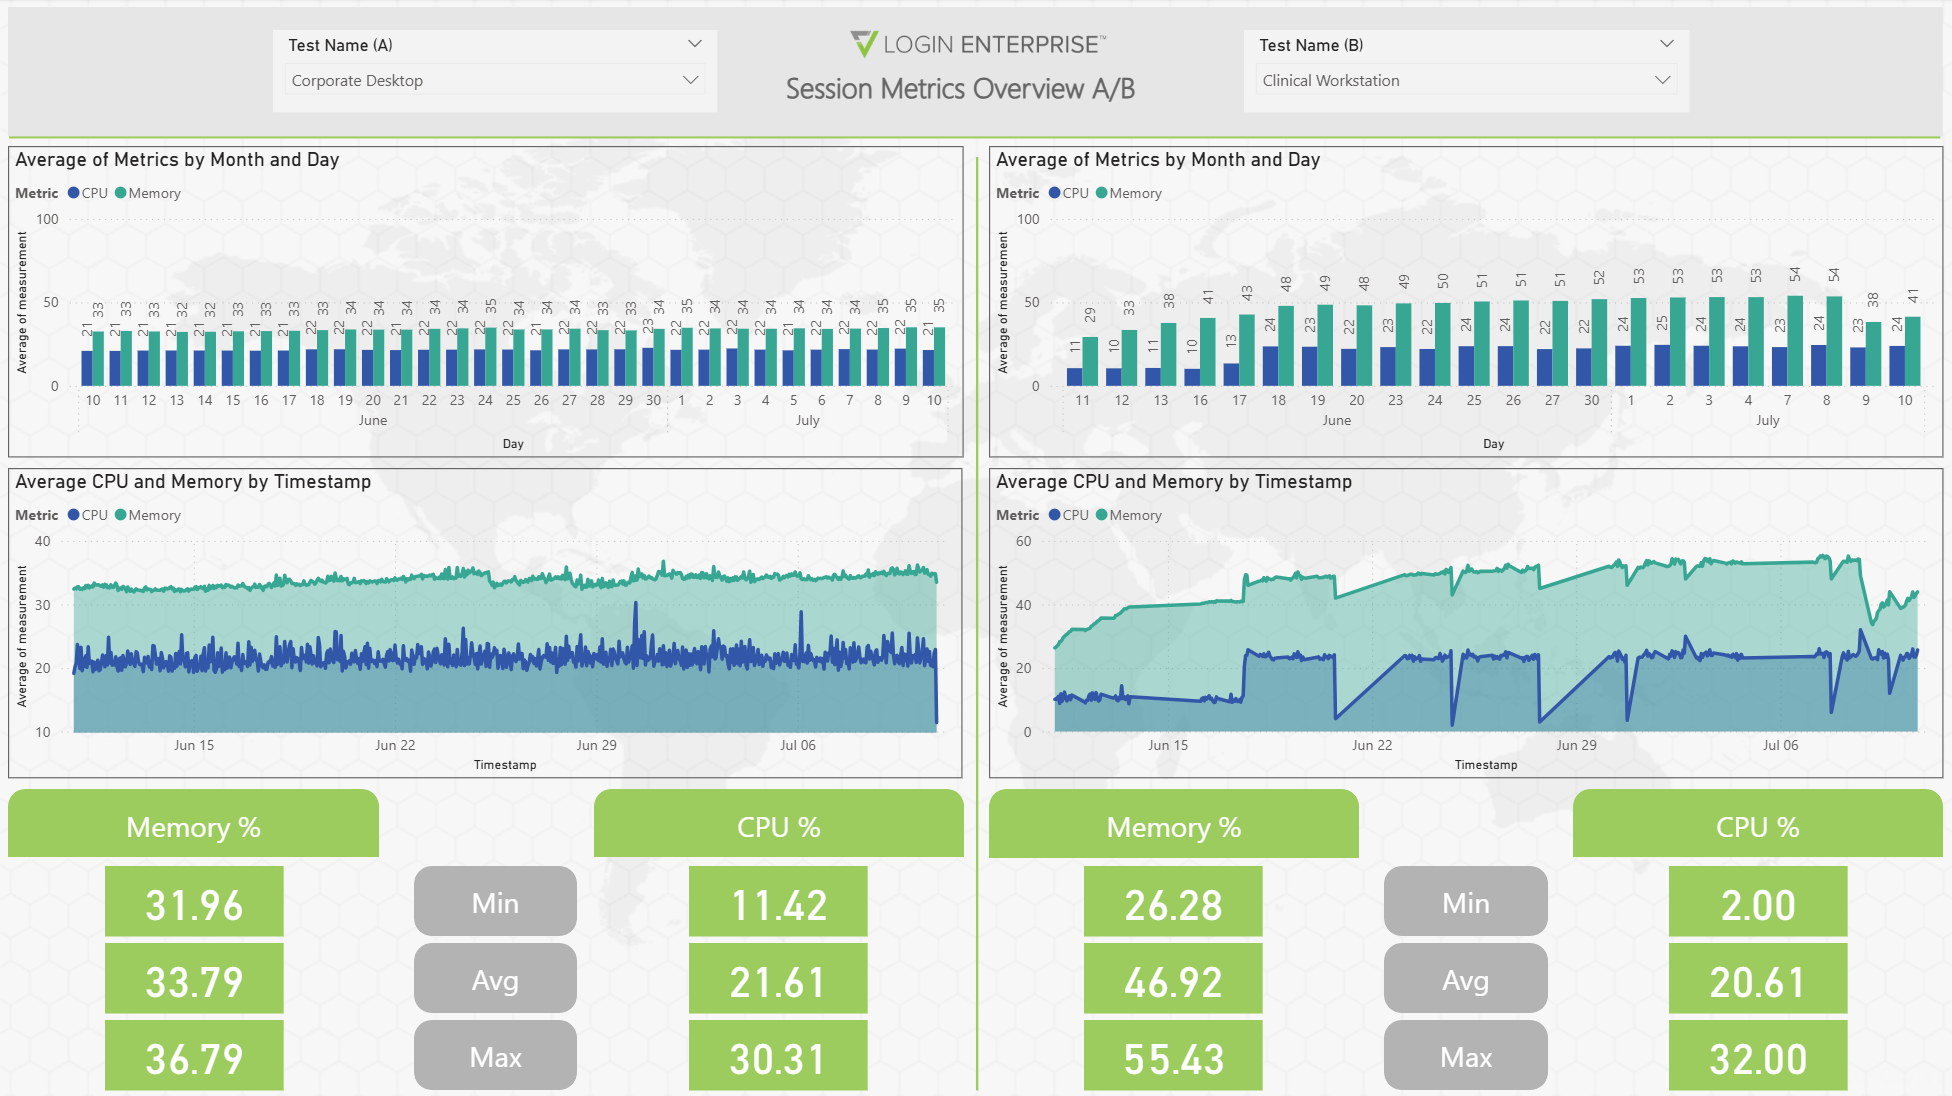 Test Name (A)
Corporate Desktop
LOGIN ENTERPRISE™
Session Metrics Overview A/B
Test Name (B)
Clinical Workstation
Average of Metrics by Month and Day
Metric CPU Memory
Average of measurement
100
50
0
21 33 21 33 21 33 21 32 21 32 21 33 21 33 21 33 22 33 22 34 22 34 21 34 22 34 22 34 22 35 22 34 21 34 22 34 22 33 22 33 23 34 22 35 22 34 22 34 22 34 21 34 22 34 22 34 22 35 22 35 21 35
10 11 12 13 14 15 16 17 18 19 20 21 22 23 24 25 26 27 28 29 30 1 2 3 4 5 6 7 8 9 10
June July
Day
Average of Metrics by Month and Day
Metric CPU Memory
Average of measurement
100
50
0
11 29 10 33 11 38 10 41 13 43 24 48 23 49 22 48 23 49 22 50 24 51 24 51 22 51 22 52 24 53 25 53 24 53 24 53 23 54 24 54 23 38 24 41
11 12 13 16 17 18 19 20 23 24 25 26 27 30 1 2 3 4 7 8 9 10
June July
Day
Average CPU and Memory by Timestamp
Metric CPU Memory
Average of measurement
40
30
20
10
Jun 15 Jun 22 Jun 29 Jul 06
Timestamp
Average CPU and Memory by Timestamp
Metric CPU Memory
Average of measurement
60
40
20
0
Jun 15 Jun 22 Jun 29 Jul 06
Timestamp
Memory % CPU %
31.96 Min 11.42
33.79 Avg 21.61
36.79 Max 30.31
Memory % CPU %
26.28 Min 2.00
46.92 Avg 20.61
55.43 Max 32.00